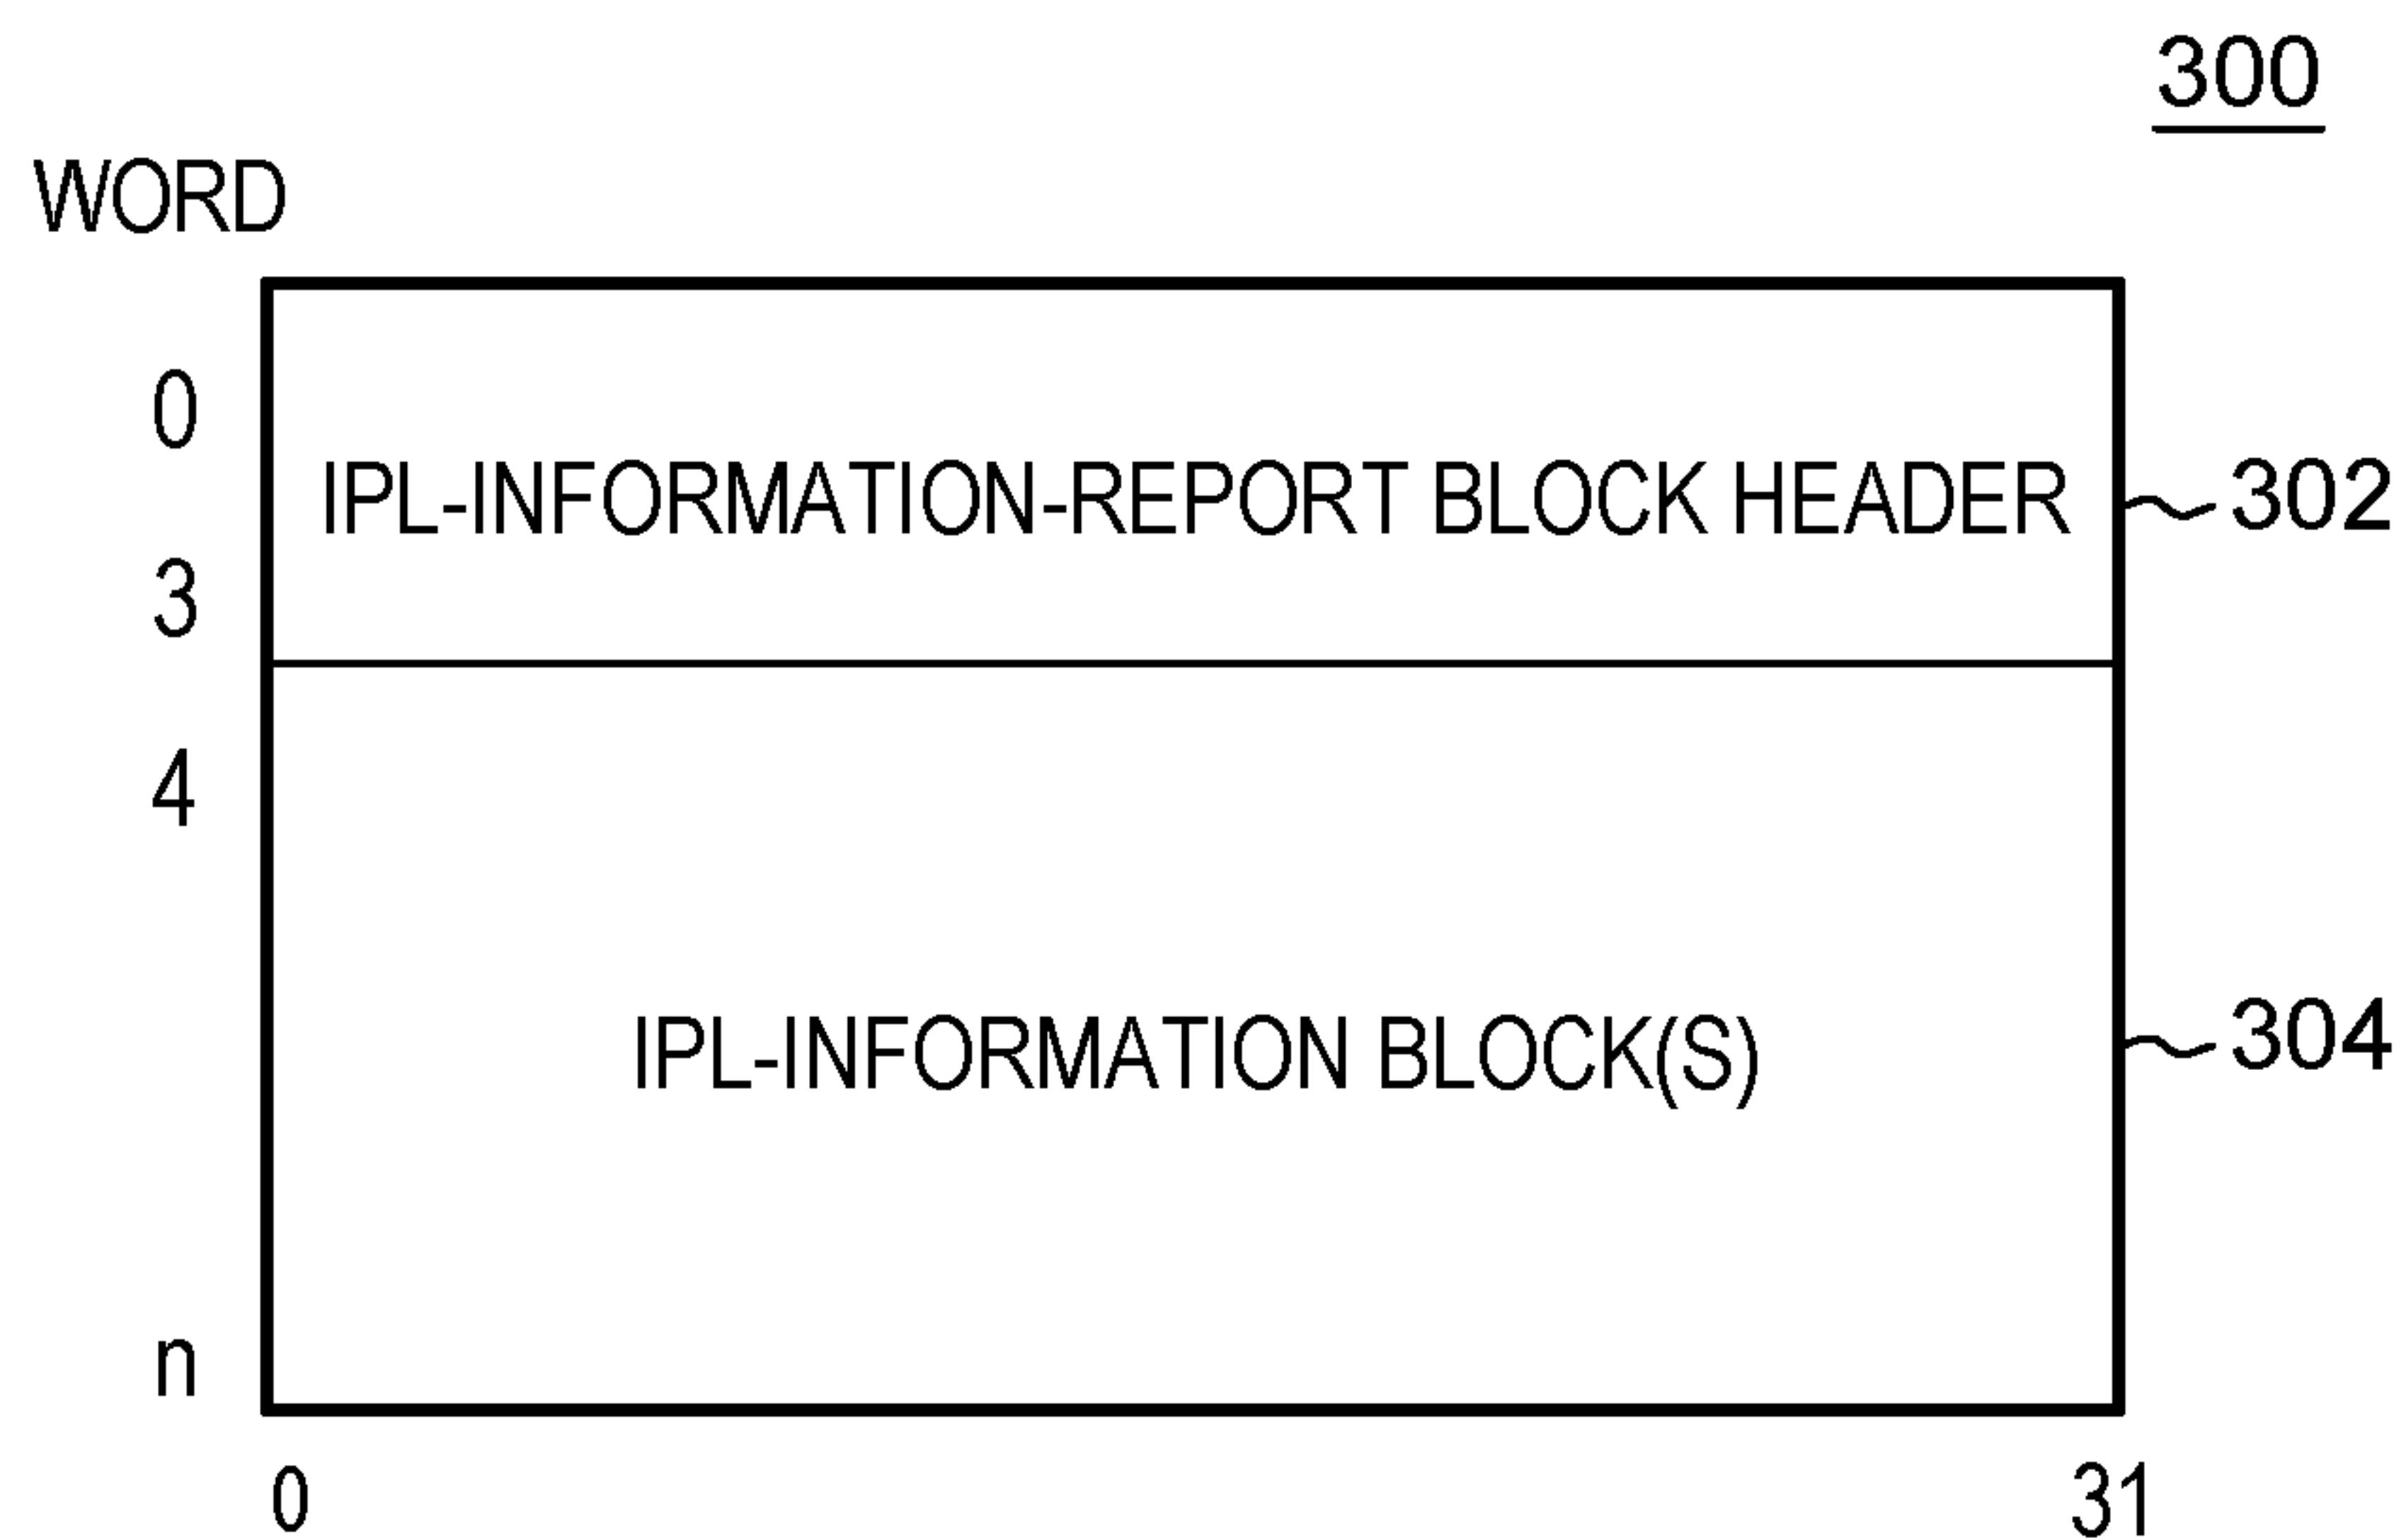 300
WORD
0
IPL-INFORMATION-REPORT BLOCK HEADER 302
3
4
IPL-INFORMATION BLOCK(S) 304
n
0 31